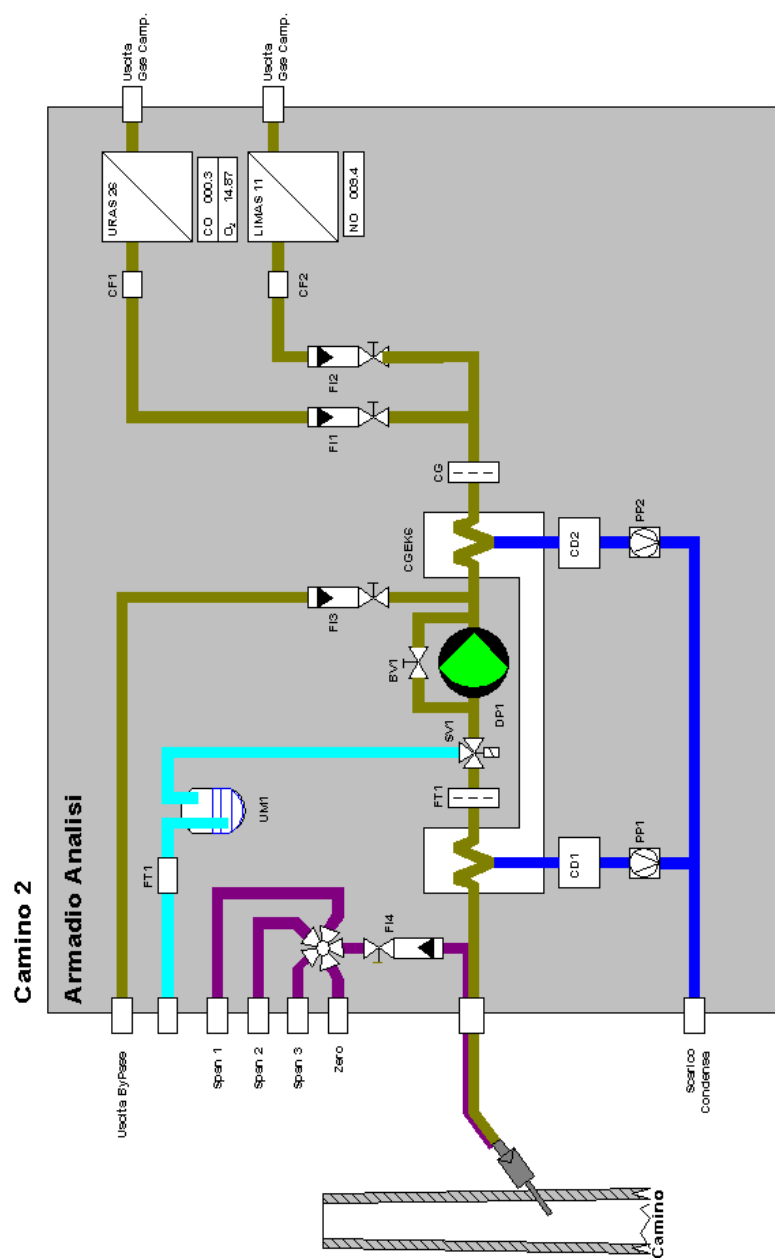 Camino 2
Armadio Analisi
Uscita
Gas Camp.
Uscita
Gas Camp.
URAS 26
CO 000.3
O₂ 14.87
LIMAS 11
NO 009.4
CF1
CF2
FI1
FI2
CG
CGEK6
FI3
BV1
DP1
SV1
FT1
UM1
FT1
FI4
CD1
PP1
CD2
PP2
Uscita ByPass
Span 1
Span 2
Span 3
Zero
Scarico
Condensa
Camino